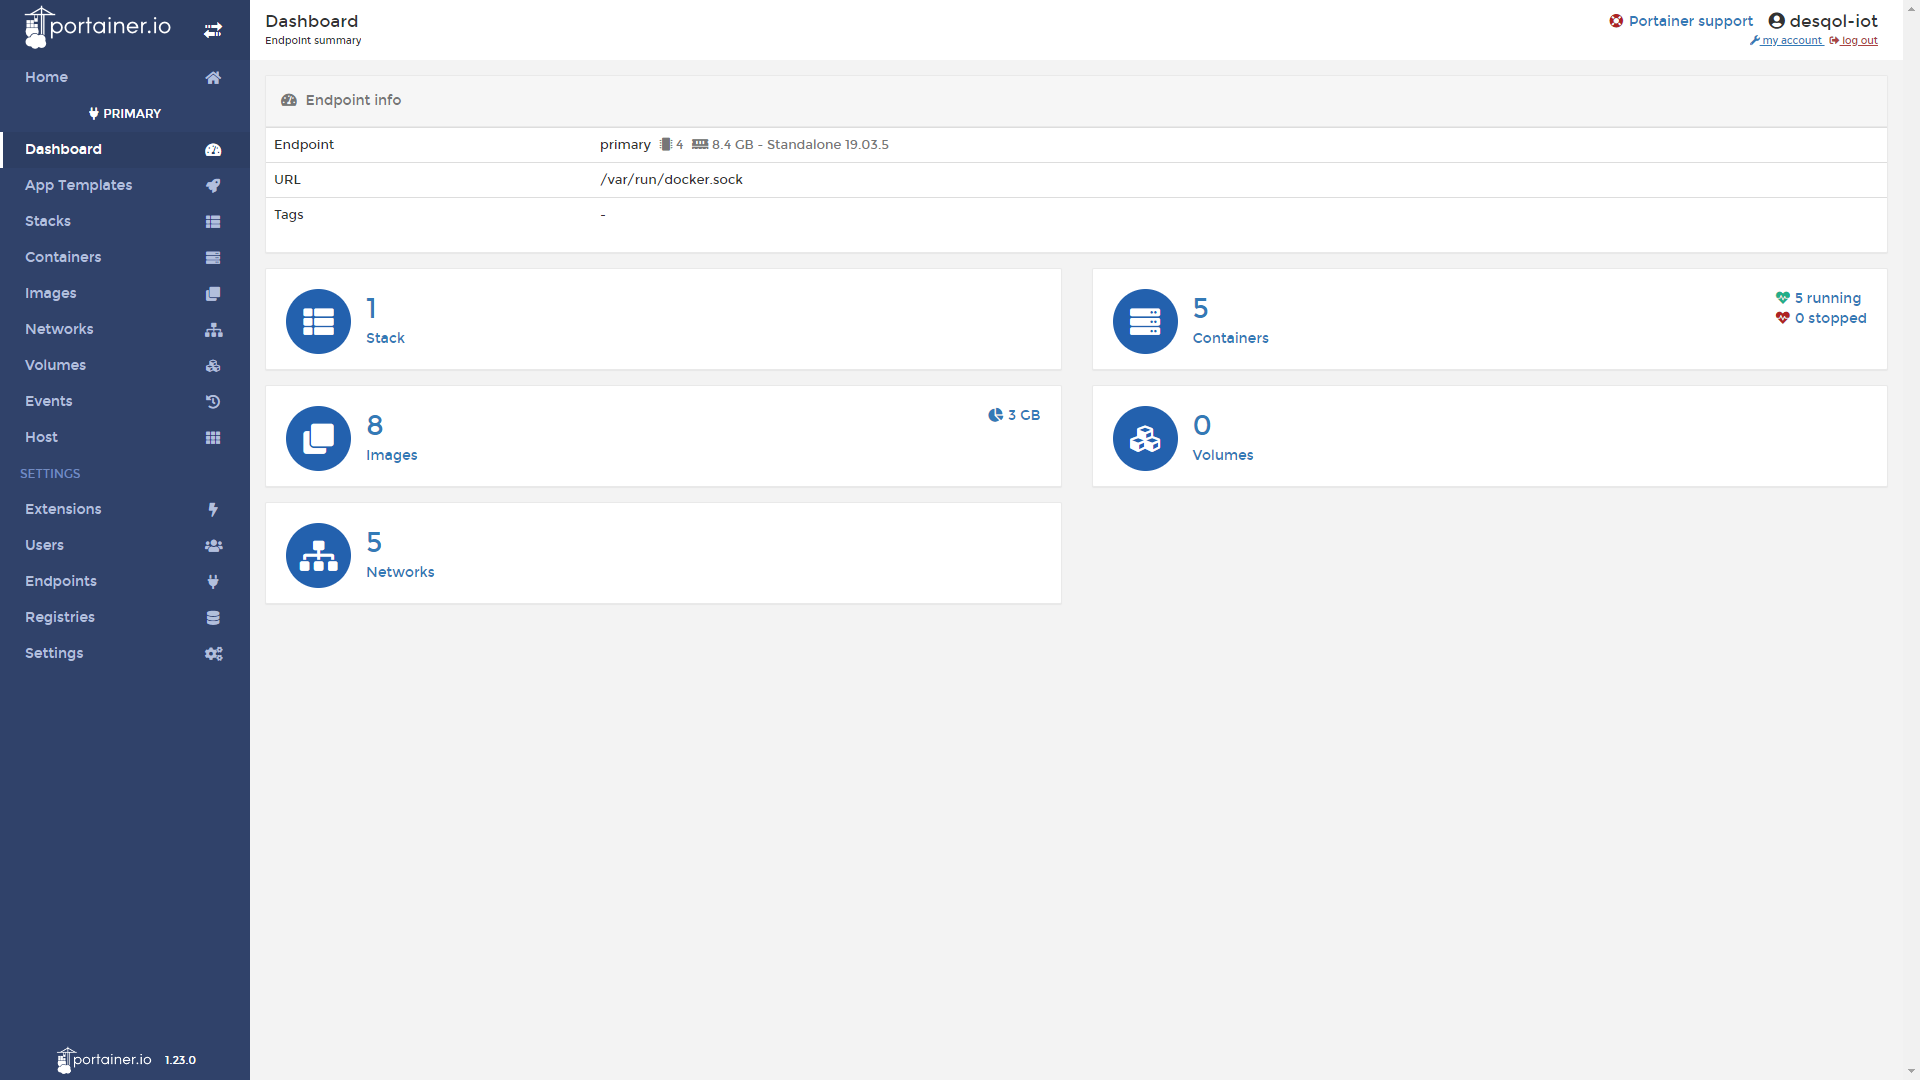 portainer.io
Home
PRIMARY
Dashboard
App Templates
Stacks
Containers
Images
Networks
Volumes
Events
Host
SETTINGS
Extensions
Users
Endpoints
Registries
Settings
portainer.io 1.23.0
Dashboard
Endpoint summary
Portainer support desqol-iot
my account log out
Endpoint info
Endpoint primary 4 8.4 GB - Standalone 19.03.5
URL /var/run/docker.sock
Tags -
1
Stack
5
Containers
5 running
0 stopped
8
Images
3 GB
0
Volumes
5
Networks